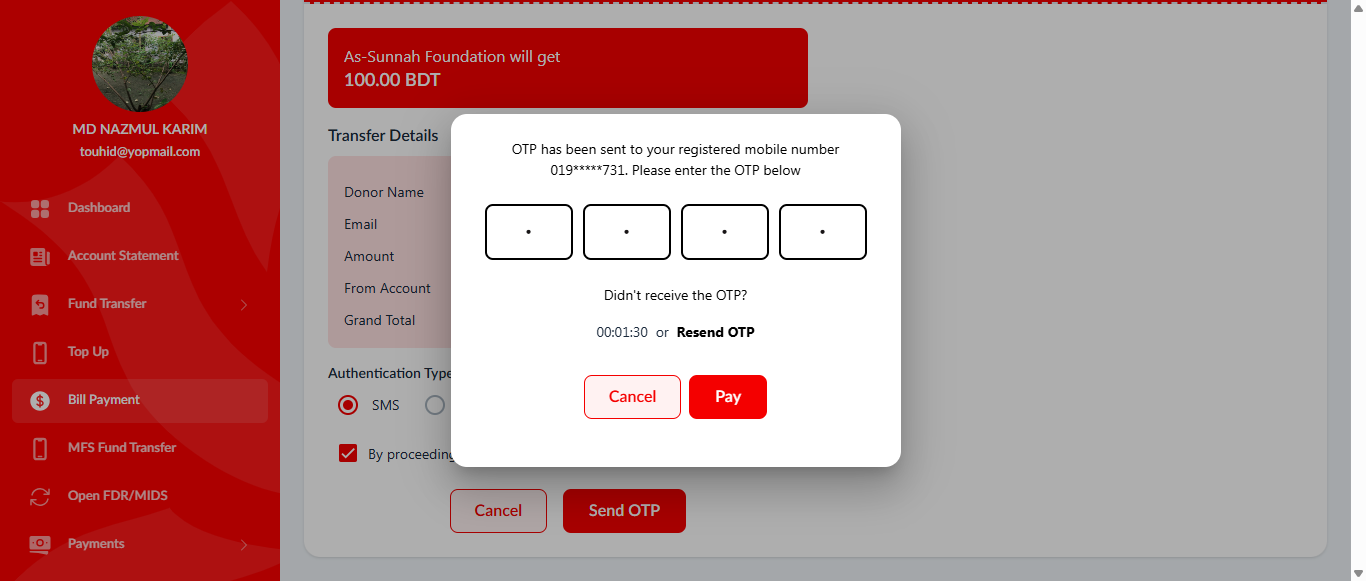 MD NAZMUL KARIM
touhid@yopmail.com
Dashboard
Account Statement
Fund Transfer
Top Up
Bill Payment
MFS Fund Transfer
Open FDR/MIDS
Payments
As-Sunnah Foundation will get
100.00 BDT
Transfer Details
Donor Name
Email
Amount
From Account
Grand Total
Authentication Type
SMS
By proceeding
Cancel
Send OTP
OTP has been sent to your registered mobile number
019*****731. Please enter the OTP below
Didn't receive the OTP?
00:01:30 or Resend OTP
Cancel
Pay